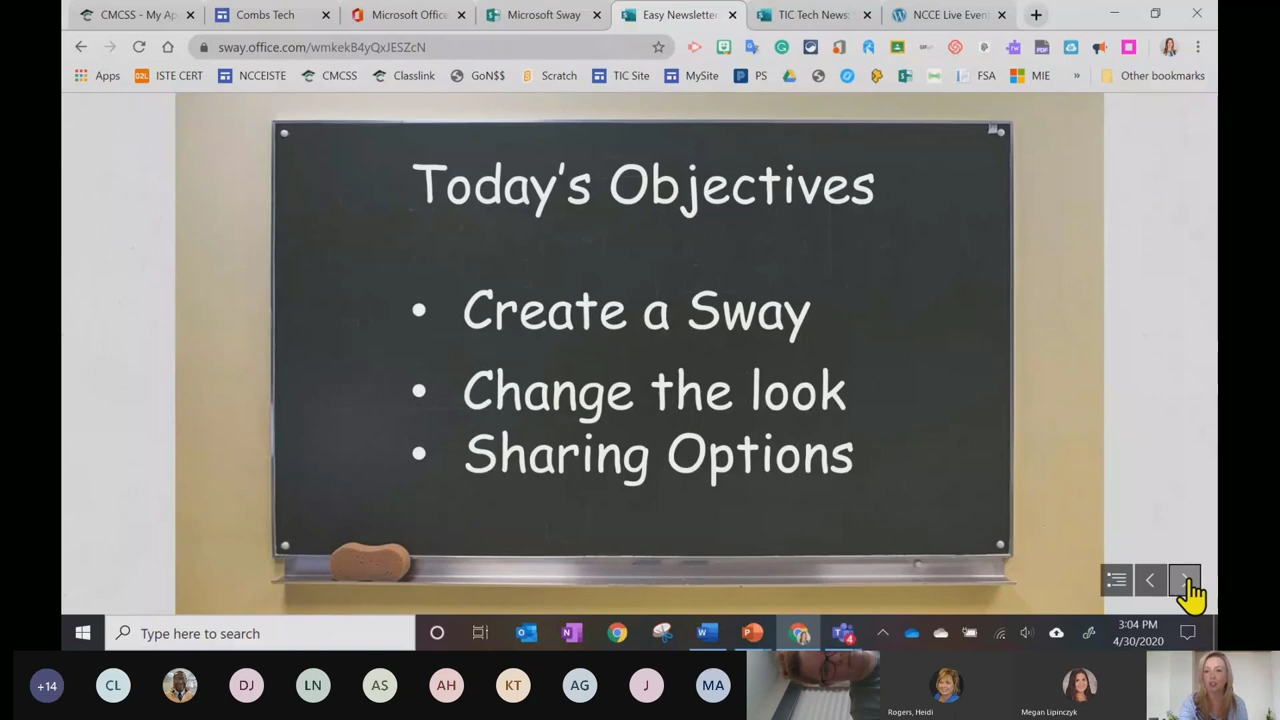 CMCSS - My Ap
Combs Tech
Microsoft Office
Microsoft Sway
Easy Newsletter
TIC Tech News:
NCCE Live Even
sway.office.com/wmkekB4yQxJESZcN
Apps
D2L
ISTE CERT
NCCEISTE
CMCSS
Classlink
GoN$$
Scratch
TIC Site
MySite
PS
FSA
MIE
»
Other bookmarks
Today's Objectives
• Create a Sway
• Change the look
• Sharing Options
Type here to search
4
3:04 PM
4/30/2020
+14
CL
DJ
LN
AS
AH
KT
AG
J
MA
Rogers, Heidi
Megan Lipinczyk